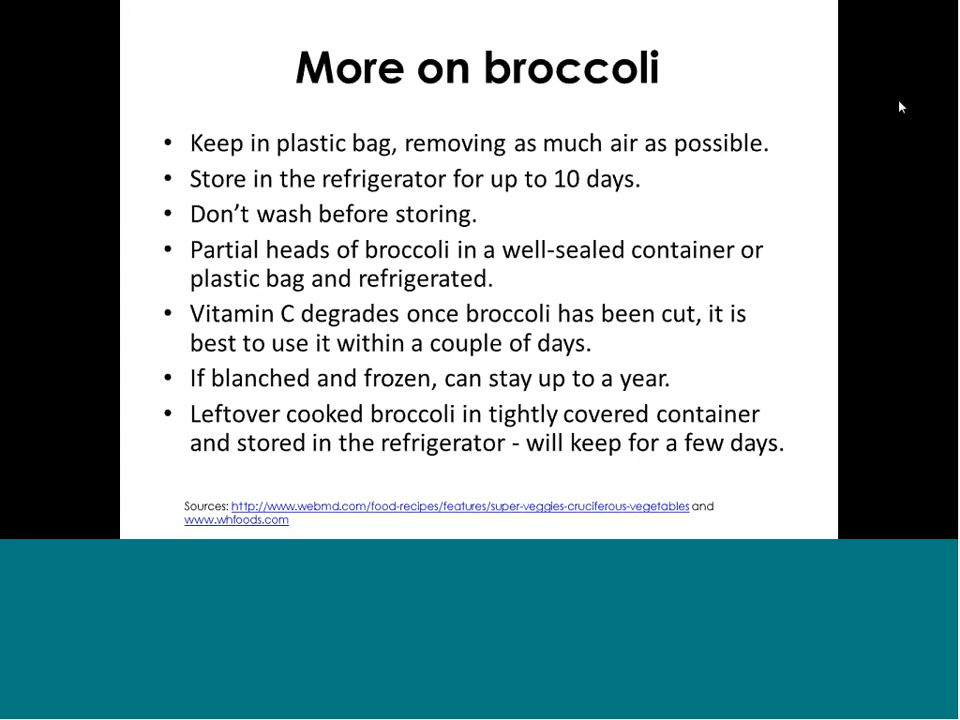 More on broccoli
• Keep in plastic bag, removing as much air as possible.
• Store in the refrigerator for up to 10 days.
• Don’t wash before storing.
• Partial heads of broccoli in a well-sealed container or
plastic bag and refrigerated.
• Vitamin C degrades once broccoli has been cut, it is
best to use it within a couple of days.
• If blanched and frozen, can stay up to a year.
• Leftover cooked broccoli in tightly covered container
and stored in the refrigerator - will keep for a few days.
Sources: http://www.webmd.com/food-recipes/features/super-veggies-cruciferous-vegetables and
www.whfoods.com